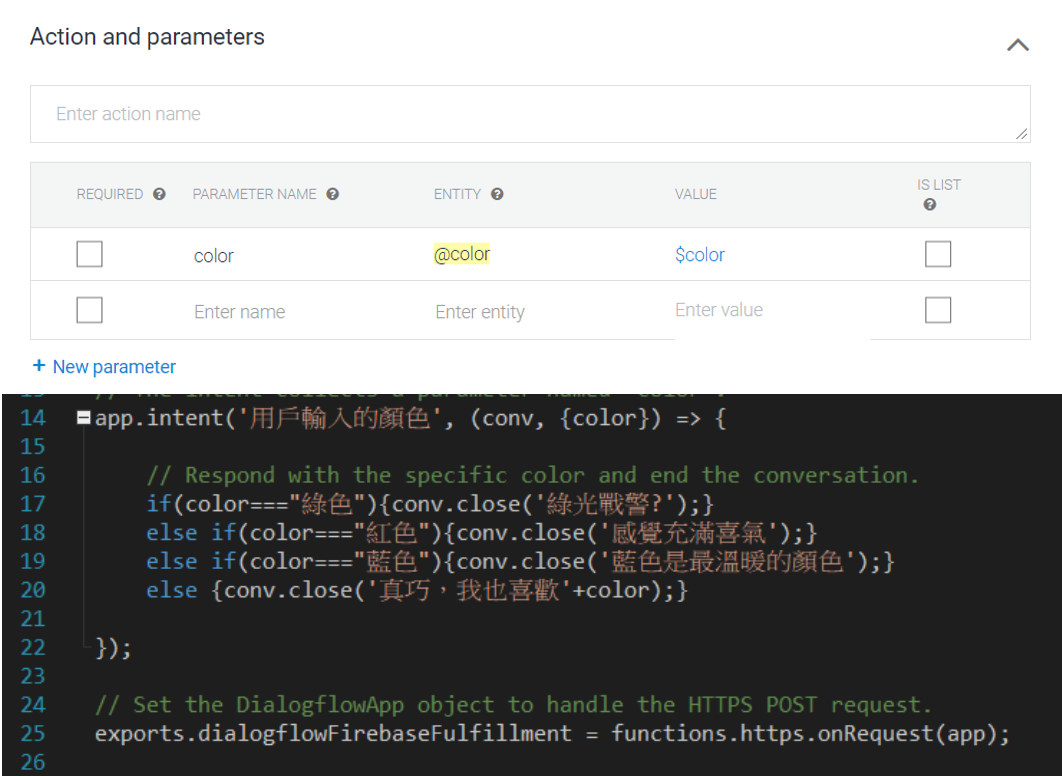 Action and parameters
Enter action name
REQUIRED PARAMETER NAME ENTITY VALUE IS LIST
color @color $color
Enter name Enter entity Enter value
+ New parameter
14 app.intent('用戶輸入的顏色', (conv, {color}) => {
15
16 // Respond with the specific color and end the conversation.
17 if(color==="綠色"){conv.close('綠光戰警?');}
18 else if(color==="紅色"){conv.close('感覺充滿喜氣');}
19 else if(color==="藍色"){conv.close('藍色是最溫暖的顏色');}
20 else {conv.close('真巧，我也喜歡'+color);}
21
22 });
23
24 // Set the DialogflowApp object to handle the HTTPS POST request.
25 exports.dialogflowFirebaseFulfillment = functions.https.onRequest(app);
26